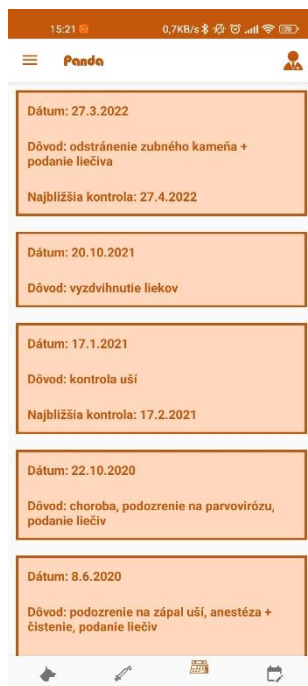 15:21
0,7KB/s
70
Panda
Dátum: 27.3.2022
Dôvod: odstránenie zubného kameňa +
podanie liečiva
Najbližšia kontrola: 27.4.2022
Dátum: 20.10.2021
Dôvod: vyzdvihnutie liekov
Dátum: 17.1.2021
Dôvod: kontrola uší
Najbližšia kontrola: 17.2.2021
Dátum: 22.10.2020
Dôvod: choroba, podozrenie na parvovirózu,
podanie liečiv
Dátum: 8.6.2020
Dôvod: podozrenie na zápal uší, anestéza +
čistenie, podanie liečiv